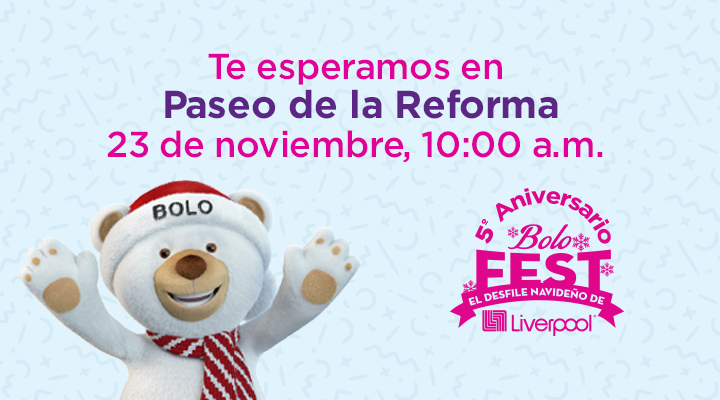 Te esperamos en
Paseo de la Reforma
23 de noviembre, 10:00 a.m.
BOLO
5º Aniversario
Bolo
FEST
EL DESFILE NAVIDEÑO DE
Liverpool®